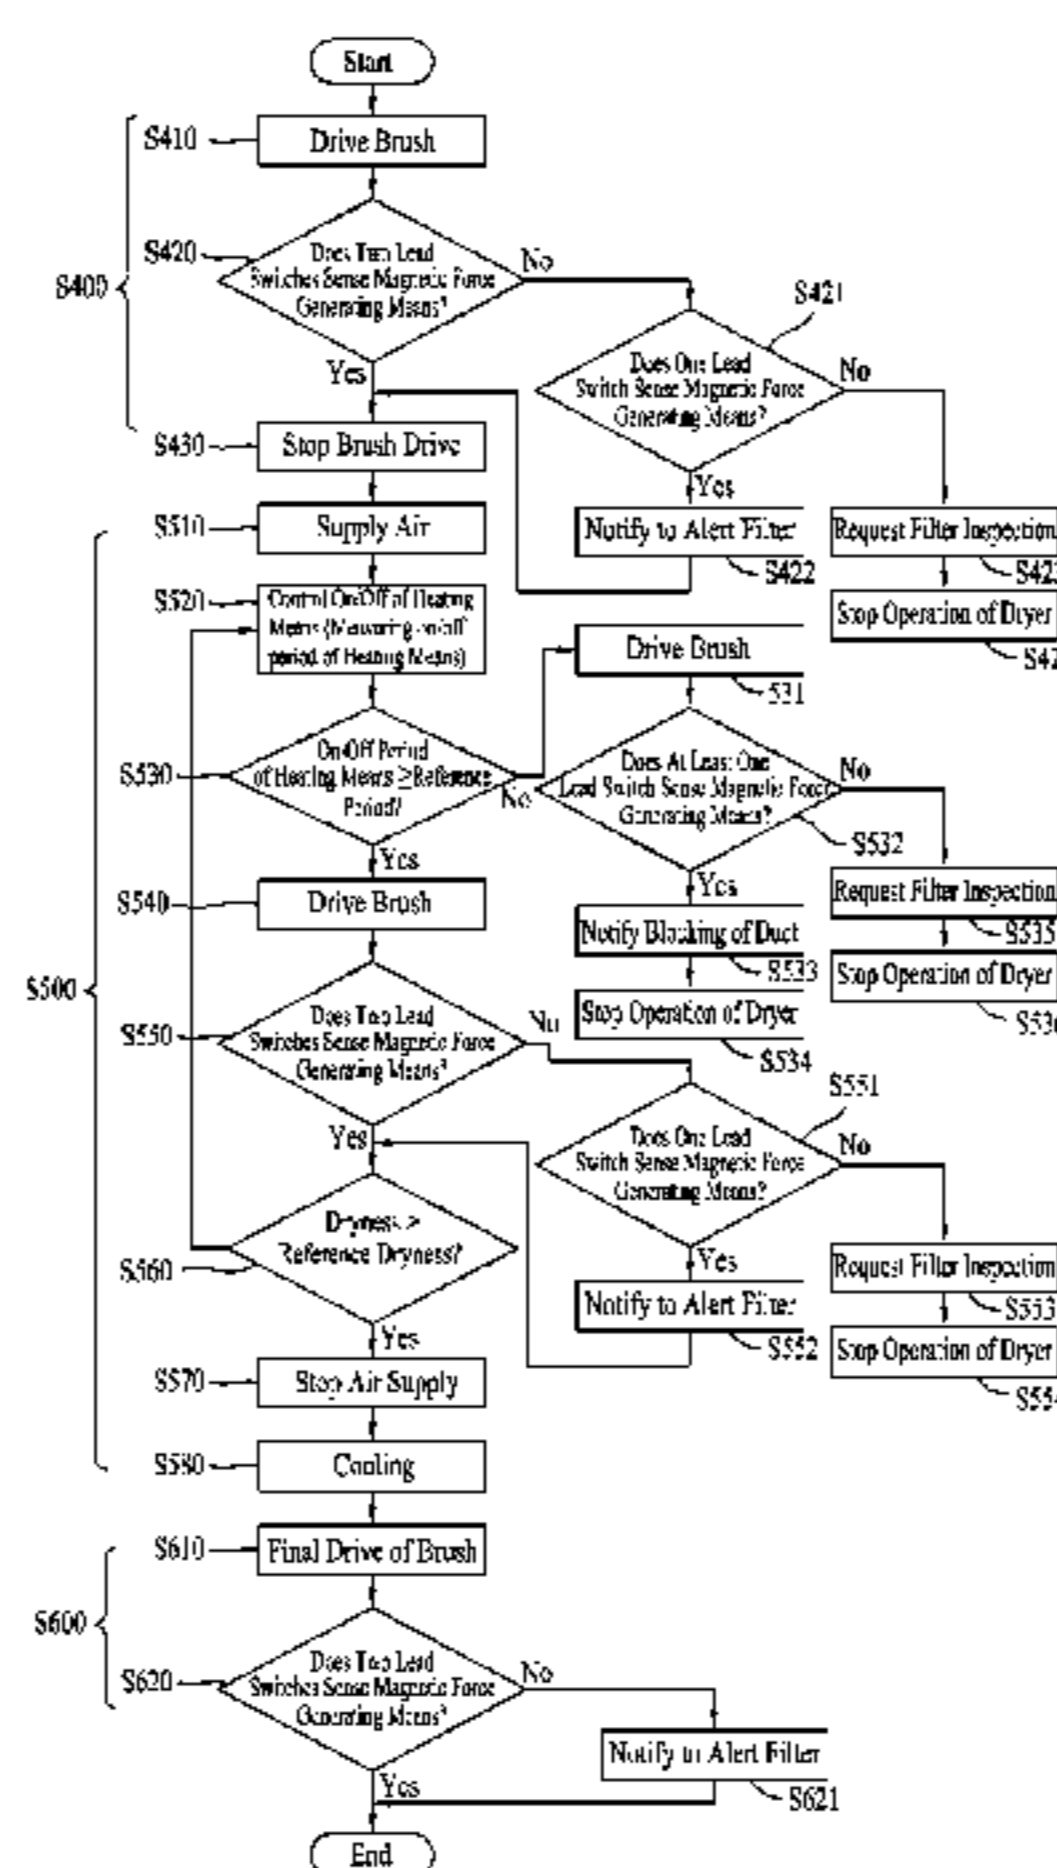 Start
S410
Drive Brush
S420
Does Two Lead
Switches Sense Magnetic Force
Generating Means?
No
S400
Yes
S421
Does One Lead
Switch Sense Magnetic Force
Generating Means?
No
Yes
S430
Stop Brush Drive
S510
Supply Air
Notify to Alert Filter
S422
Request Filter Inspection
Stop Operation of Dryer
S520
Control On/Off of Heating
Means (Measuring on/off
period of Heating Means)
Drive Brush
531
S530
On-Off Period
of Hearing Means ≥Reference
Period?
No
Yes
Does At Least One
Lead Switch Sense Magnetic Force
Generating Means?
No
S532
Yes
S540
Drive Brush
Notify Blocking of Duct
S533
Stop Operation of Dryer
S534
Request Filter Inspection
S535
Stop Operation of Dryer
S500
S550
Does Two Lead
Switches Sense Magnetic Force
Generating Means?
No
Yes
S551
Does One Lead
Switch Sense Magnetic Force
Generating Means?
No
Yes
S560
Dryness >
Reference Dryness?
Yes
Notify to Alert Filter
S552
Request Filter Inspection
S553
Stop Operation of Dryer
S570
Stop Air Supply
S580
Cooling
S610
Final Drive of Brush
S600
S620
Does Two Lead
Switches Sense Magnetic Force
Generating Means?
No
Yes
Notify to Alert Filter
S621
End